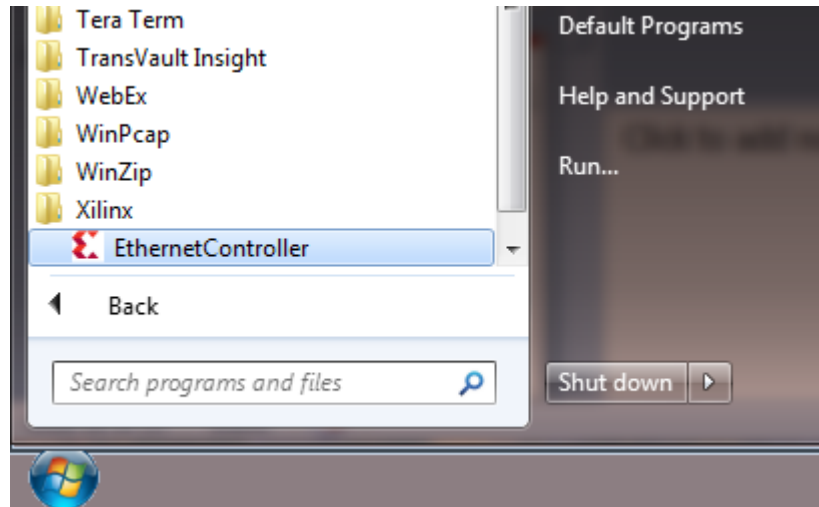 Tera Term
TransVault Insight
WebEx
WinPcap
WinZip
Xilinx
EthernetController
Back
Search programs and files
Default Programs
Help and Support
Run...
Shut down